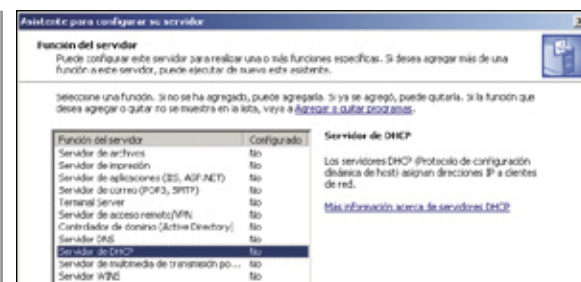 Asistente para configurar su servidor
Función del servidor
Puede configurar este servidor para realizar una o más funciones específicas. Si desea agregar más de una
función a este servidor, puede ejecutar de nuevo este asistente.
Seleccione una función. Si no se ha agregado, puede agregarla. Si ya se agregó, puede quitarla. Si la función que
desea agregar o quitar no se muestra en la lista, vaya a Agregar o quitar programas.
Función del servidor Configurado
Servidor de archivos No
Servidor de impresión No
Servidor de aplicaciones (IIS, ASP.NET) No
Servidor de correo (POP3, SMTP) No
Terminal Server No
Servidor de acceso remoto/VPN No
Controlador de dominio (Active Directory) No
Servidor DNS No
Servidor de DHCP No
Servidor de multimedia de transmisión po... No
Servidor WINS No
Servidor de DHCP
Los servidores DHCP (Protocolo de configuración
dinámica de host) asignan direcciones IP a clientes
de red.
Más información acerca de servidores DHCP